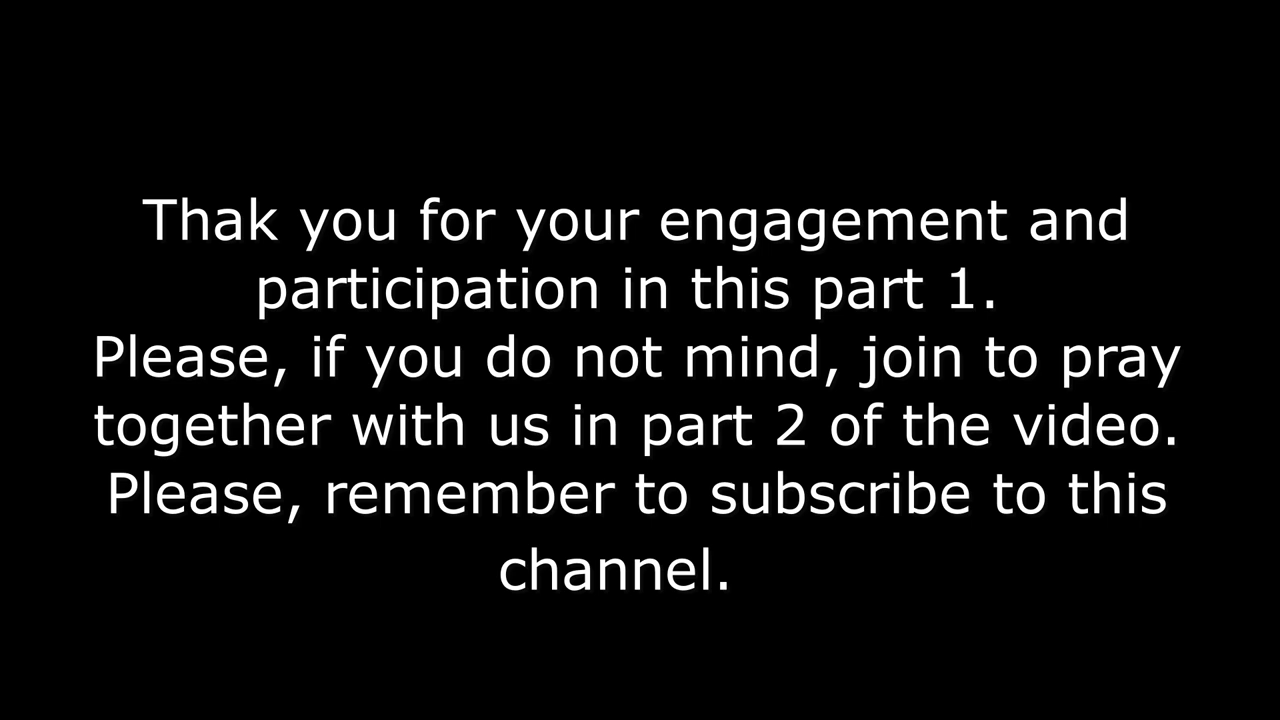 Thak you for your engagement and
participation in this part 1.
Please, if you do not mind, join to pray
together with us in part 2 of the video.
Please, remember to subscribe to this
channel.